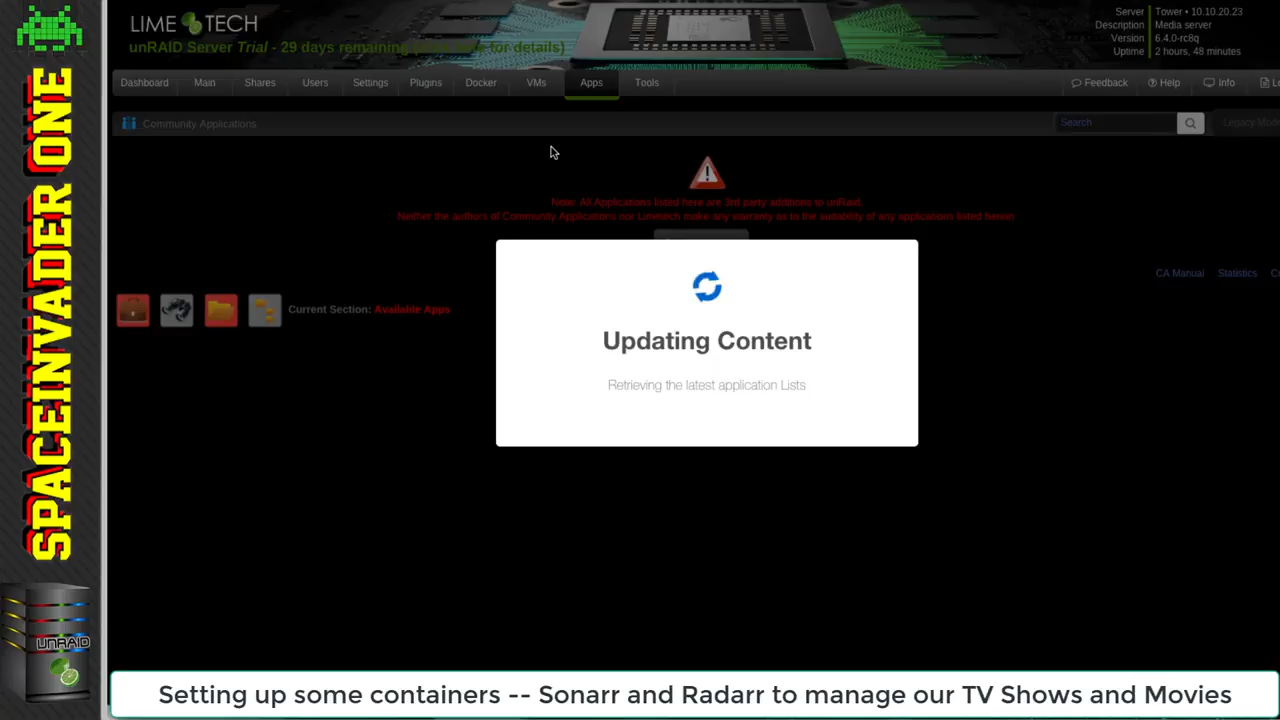 SPACEINVADER ONE
UNRAID
LIME TECH
unRAID Server Trial - 29 days remaining
for details)
Server Tower • 10.10.20.23
Description Media server
Version 6.4.0-rc8q
Uptime 2 hours, 48 minutes
Dashboard Main Shares Users Settings Plugins Docker VMs Apps Tools Feedback Help Info
Community Applications Search Legacy Mod
Note: All Applications listed here are 3rd party additions to unRaid.
Neither the authors of Community Applications nor Limetech make any warranty as to the suitability of any applications listed herein
CA Manual Statistics
Current Section: Available Apps
Updating Content
Retrieving the latest application Lists
Setting up some containers -- Sonarr and Radarr to manage our TV Shows and Movies